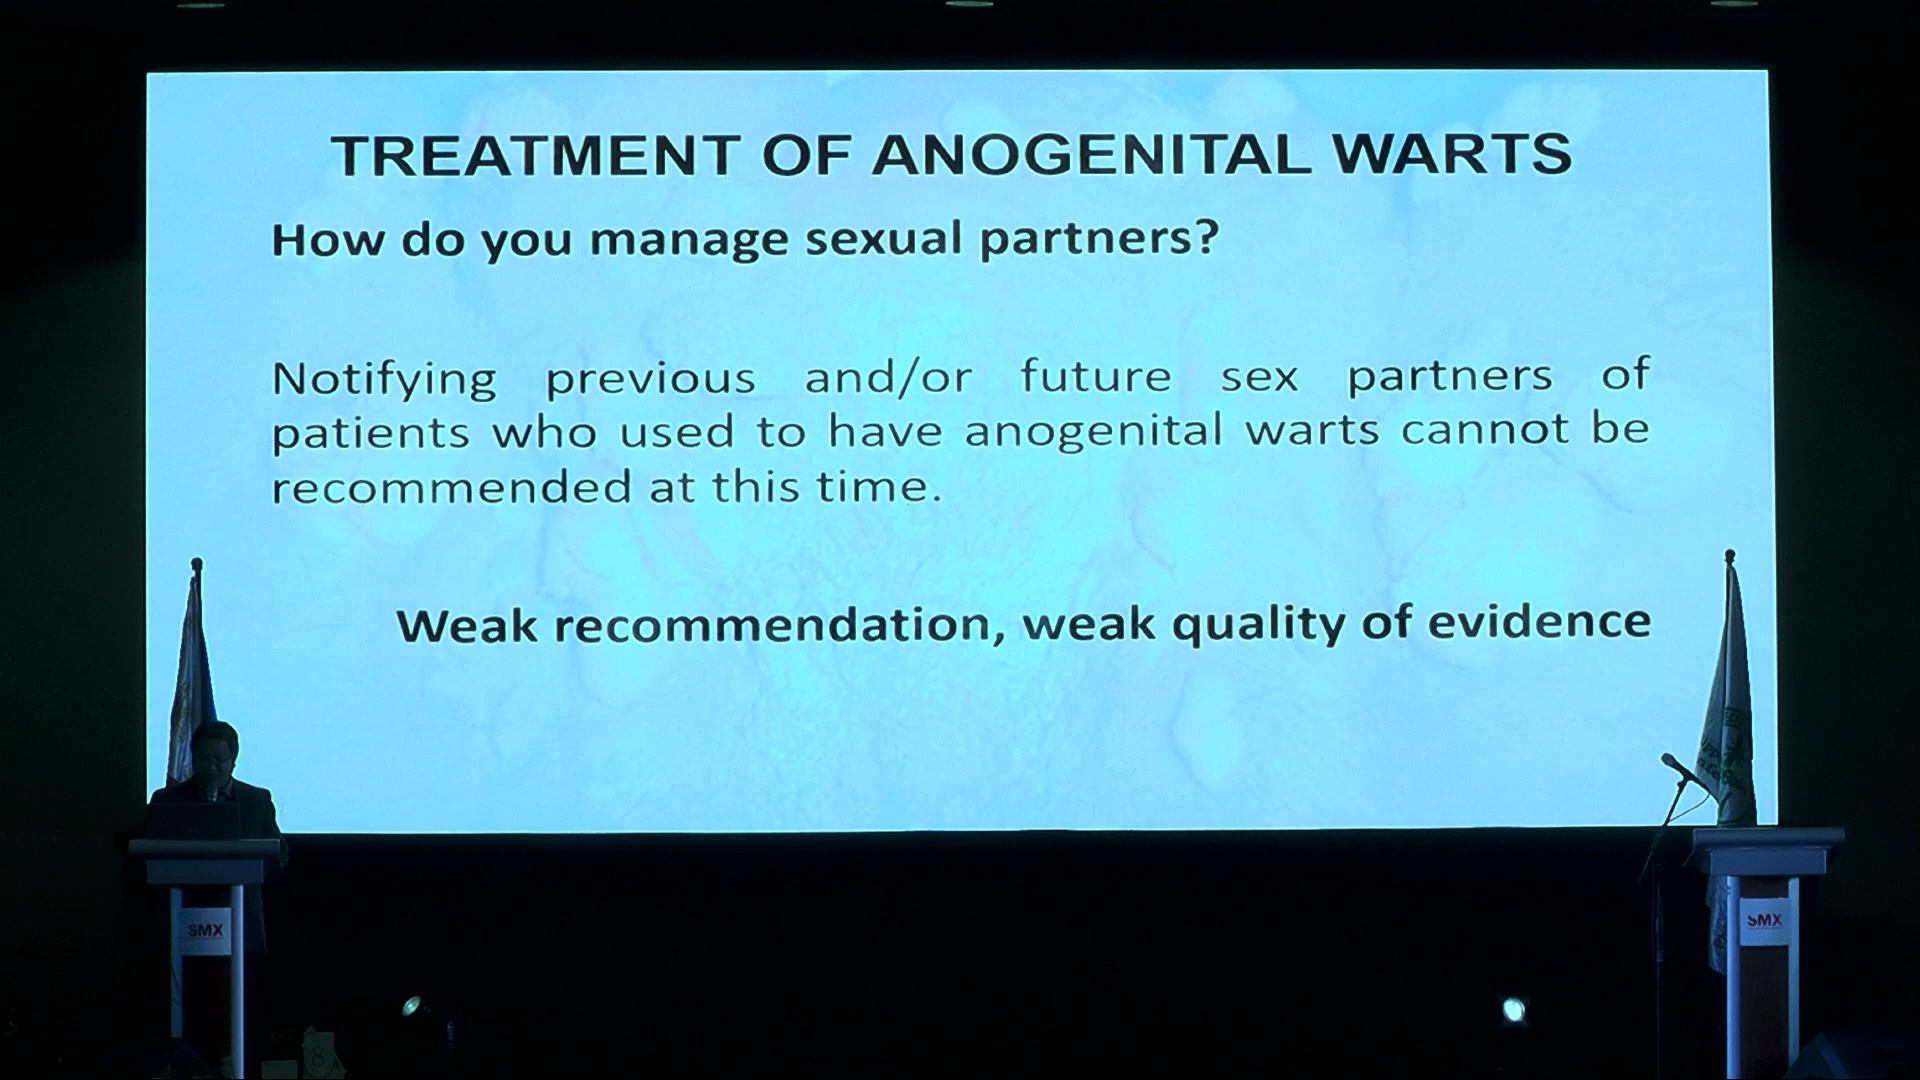 TREATMENT OF ANOGENITAL WARTS
How do you manage sexual partners?
Notifying previous and/or future sex partners of
patients who used to have anogenital warts cannot be
recommended at this time.
Weak recommendation, weak quality of evidence
SMX
SMX
8